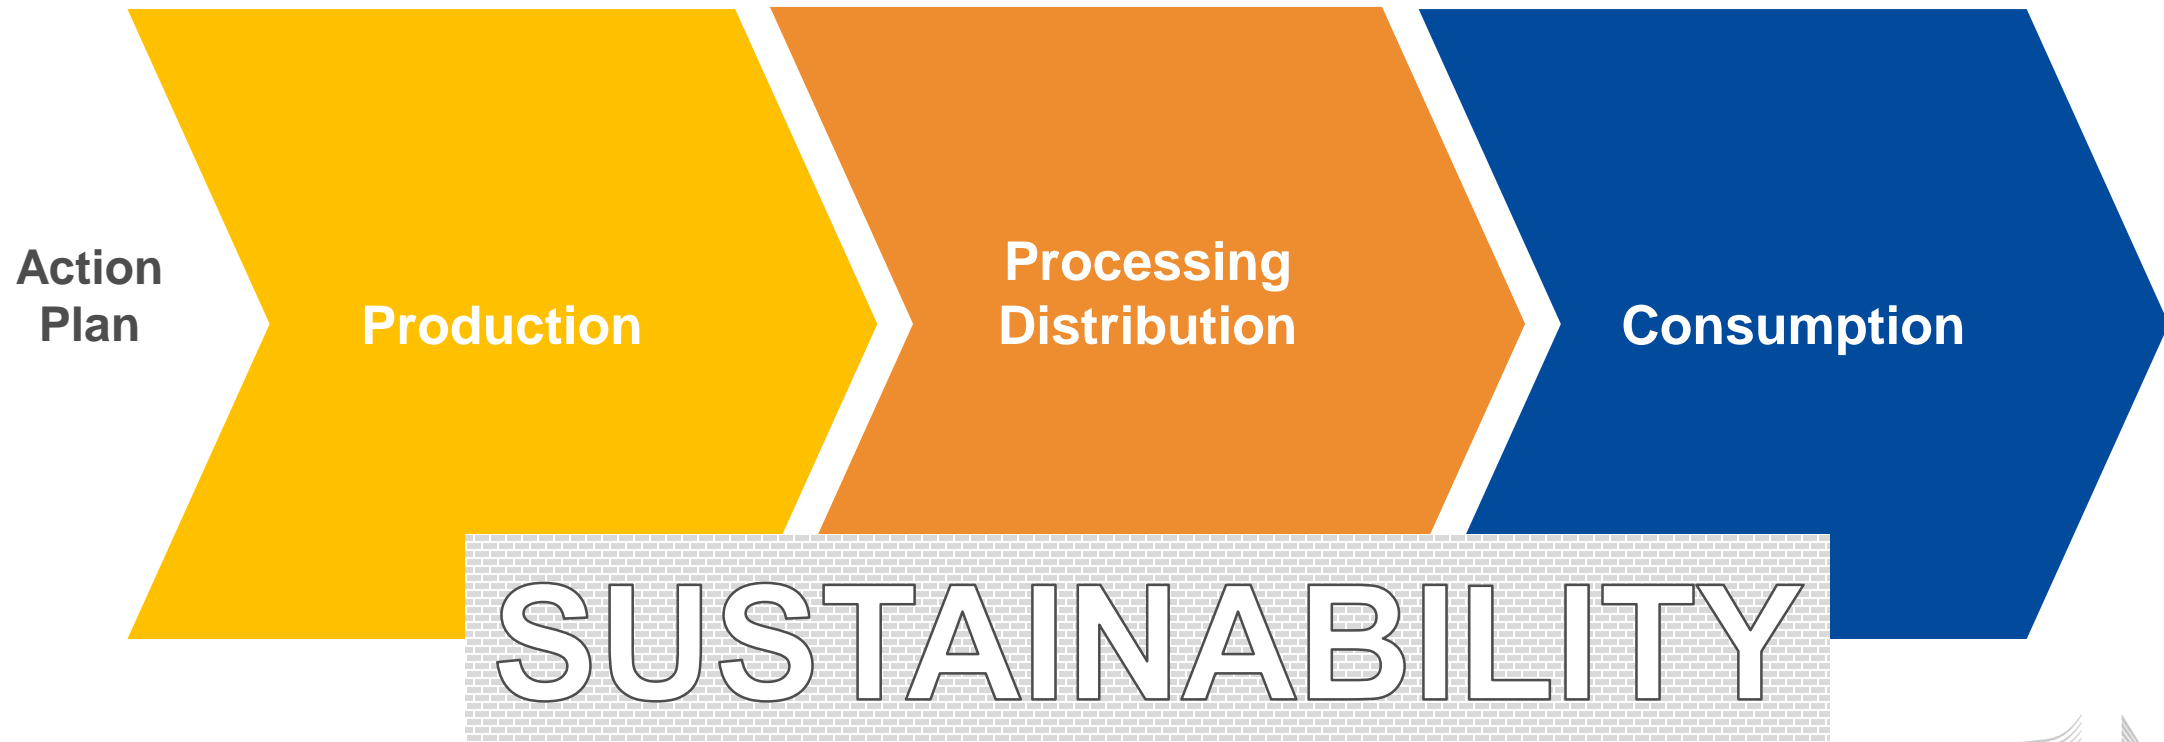 Action
Plan
Production
Processing
Distribution
Consumption
SUSTAINABILITY